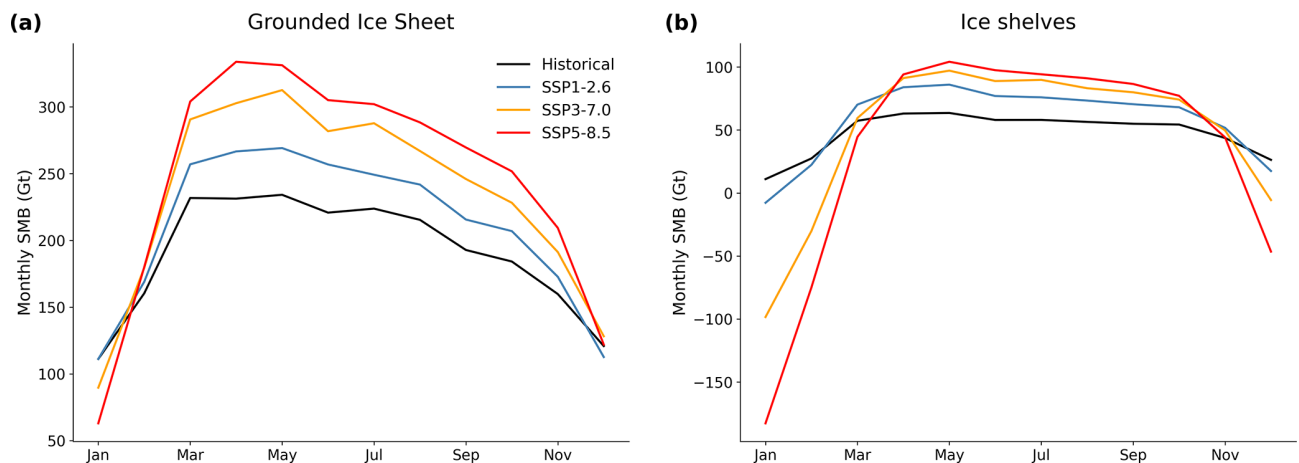 (a)
Grounded Ice Sheet
Monthly SMB (Gt)
300
250
200
150
100
50
Jan Mar May Jul Sep Nov
Historical
SSP1-2.6
SSP3-7.0
SSP5-8.5
(b)
Ice shelves
Monthly SMB (Gt)
100
50
0
−50
−100
−150
Jan Mar May Jul Sep Nov